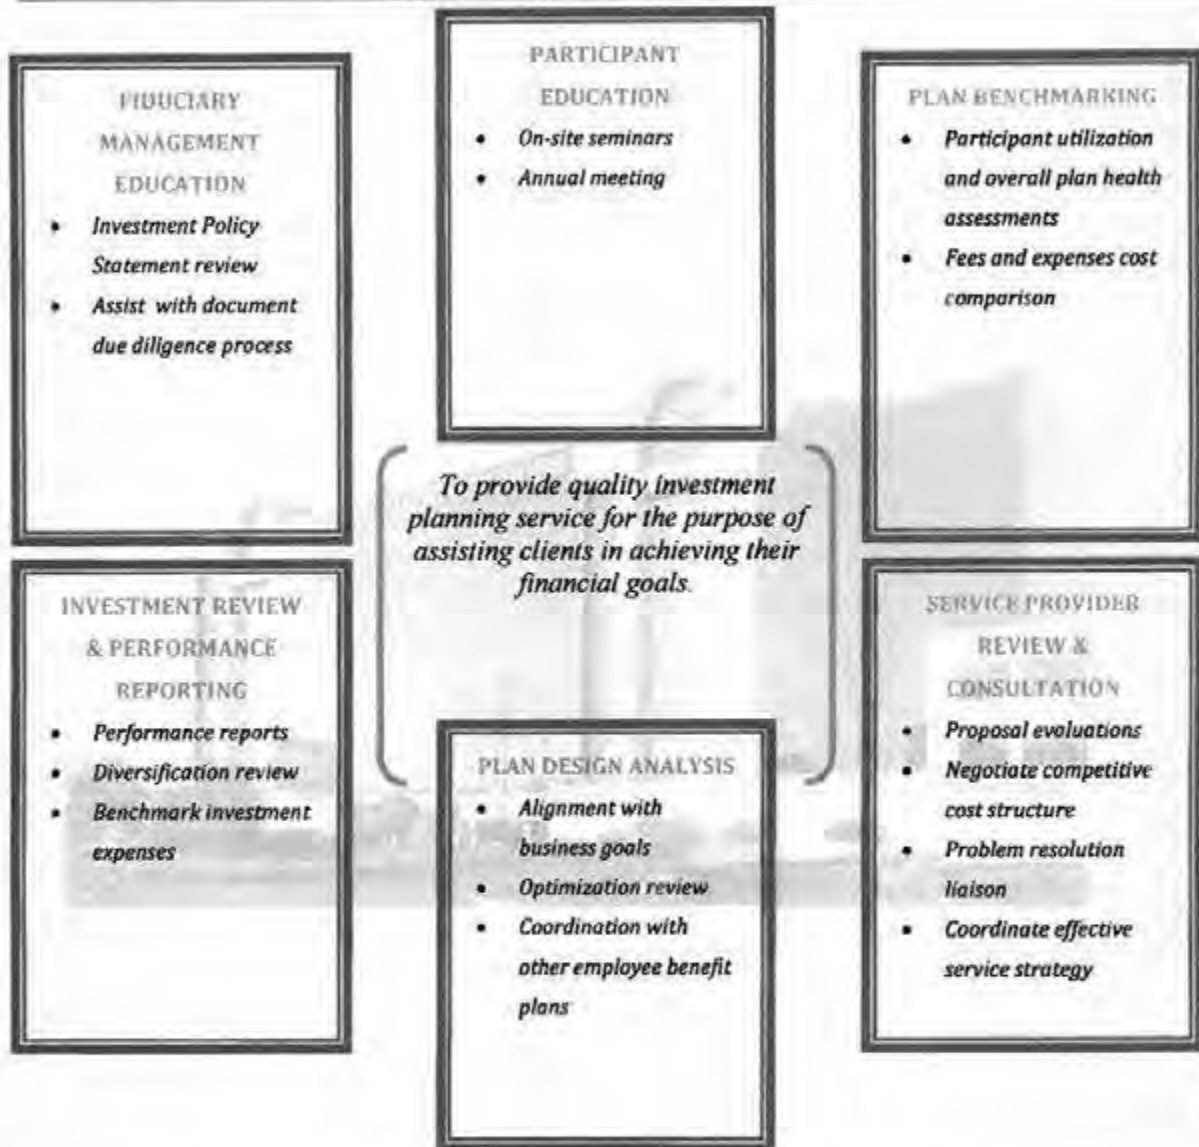 FIDUCIARY
MANAGEMENT
EDUCATION
• Investment Policy
Statement review
• Assist with document
due diligence process
PARTICIPANT
EDUCATION
• On-site seminars
• Annual meeting
PLAN BENCHMARKING
• Participant utilization
and overall plan health
assessments
• Fees and expenses cost
comparison
To provide quality investment
planning service for the purpose of
assisting clients in achieving their
financial goals.
INVESTMENT REVIEW
& PERFORMANCE
REPORTING
• Performance reports
• Diversification review
• Benchmark investment
expenses
PLAN DESIGN ANALYSIS
• Alignment with
business goals
• Optimization review
• Coordination with
other employee benefit
plans
SERVICE PROVIDER
REVIEW &
CONSULTATION
• Proposal evaluations
• Negotiate competitive
cost structure
• Problem resolution
liaison
• Coordinate effective
service strategy